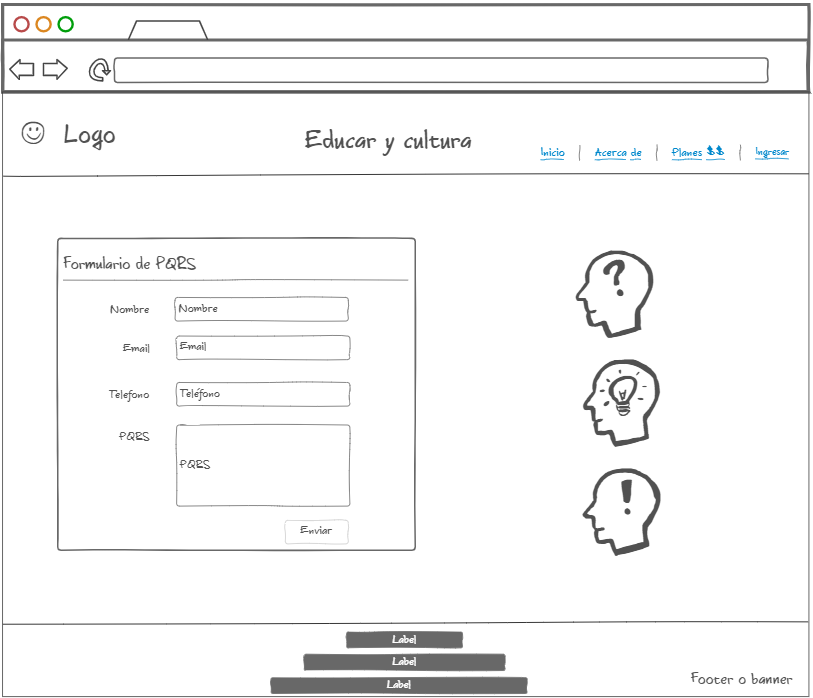 Logo
Educar y cultura
Inicio | Acerca de | Planes $$ | Ingresar
Formulario de PQRS
Nombre Nombre
Email Email
Telefono Teléfono
PQRS PQRS
Enviar
?
!
Label
Label
Label
Footer o banner